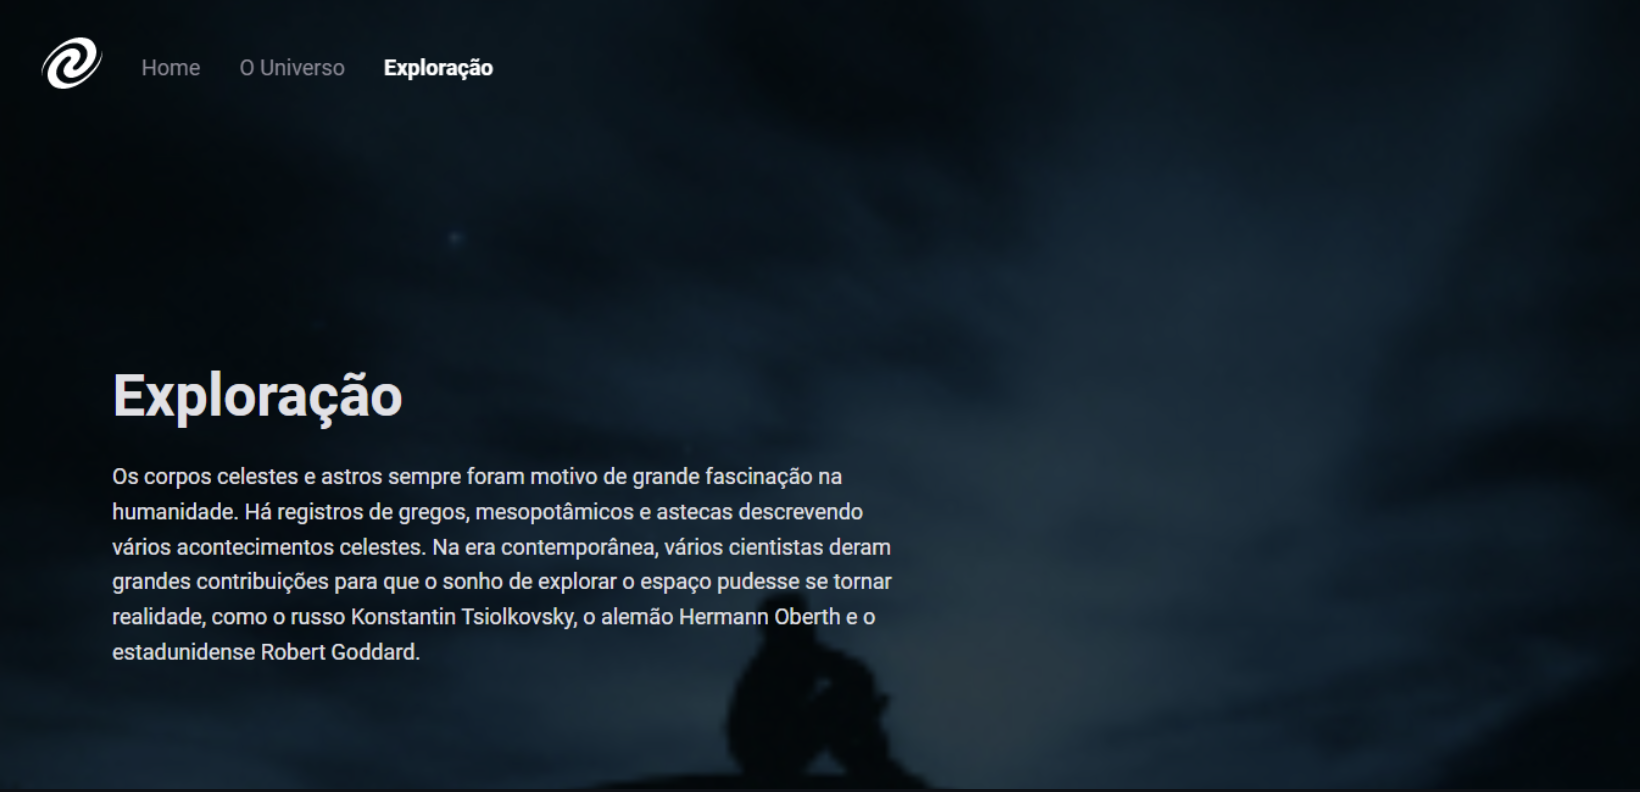 Home
O Universo
Exploração
Exploração
Os corpos celestes e astros sempre foram motivo de grande fascinação na
humanidade. Há registros de gregos, mesopotâmicos e astecas descrevendo
vários acontecimentos celestes. Na era contemporânea, vários cientistas deram
grandes contribuições para que o sonho de explorar o espaço pudesse se tornar
realidade, como o russo Konstantin Tsiolkovsky, o alemão Hermann Oberth e o
estadunidense Robert Goddard.